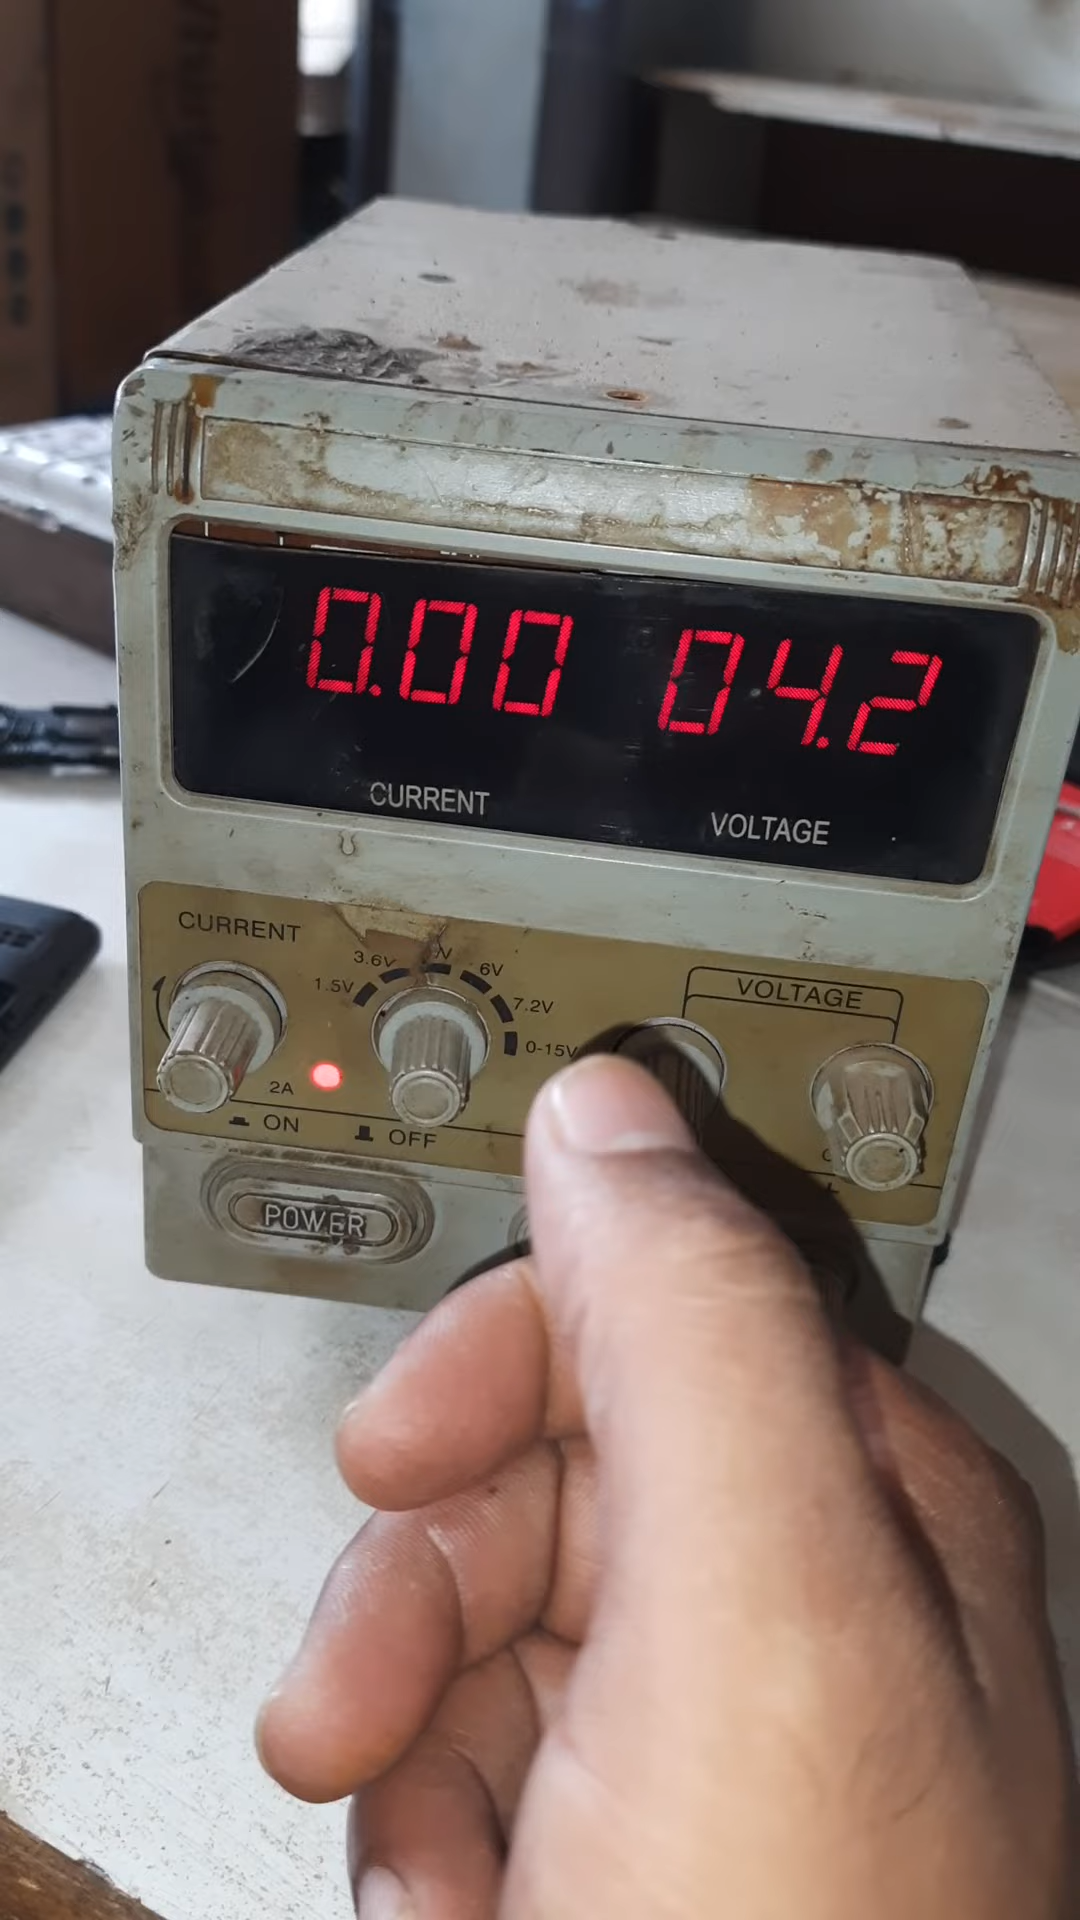 0.00 04.2
CURRENT VOLTAGE
CURRENT
1.5V 3.6V 6V 7.2V 0-15V
VOLTAGE
2A
ON OFF
POWER